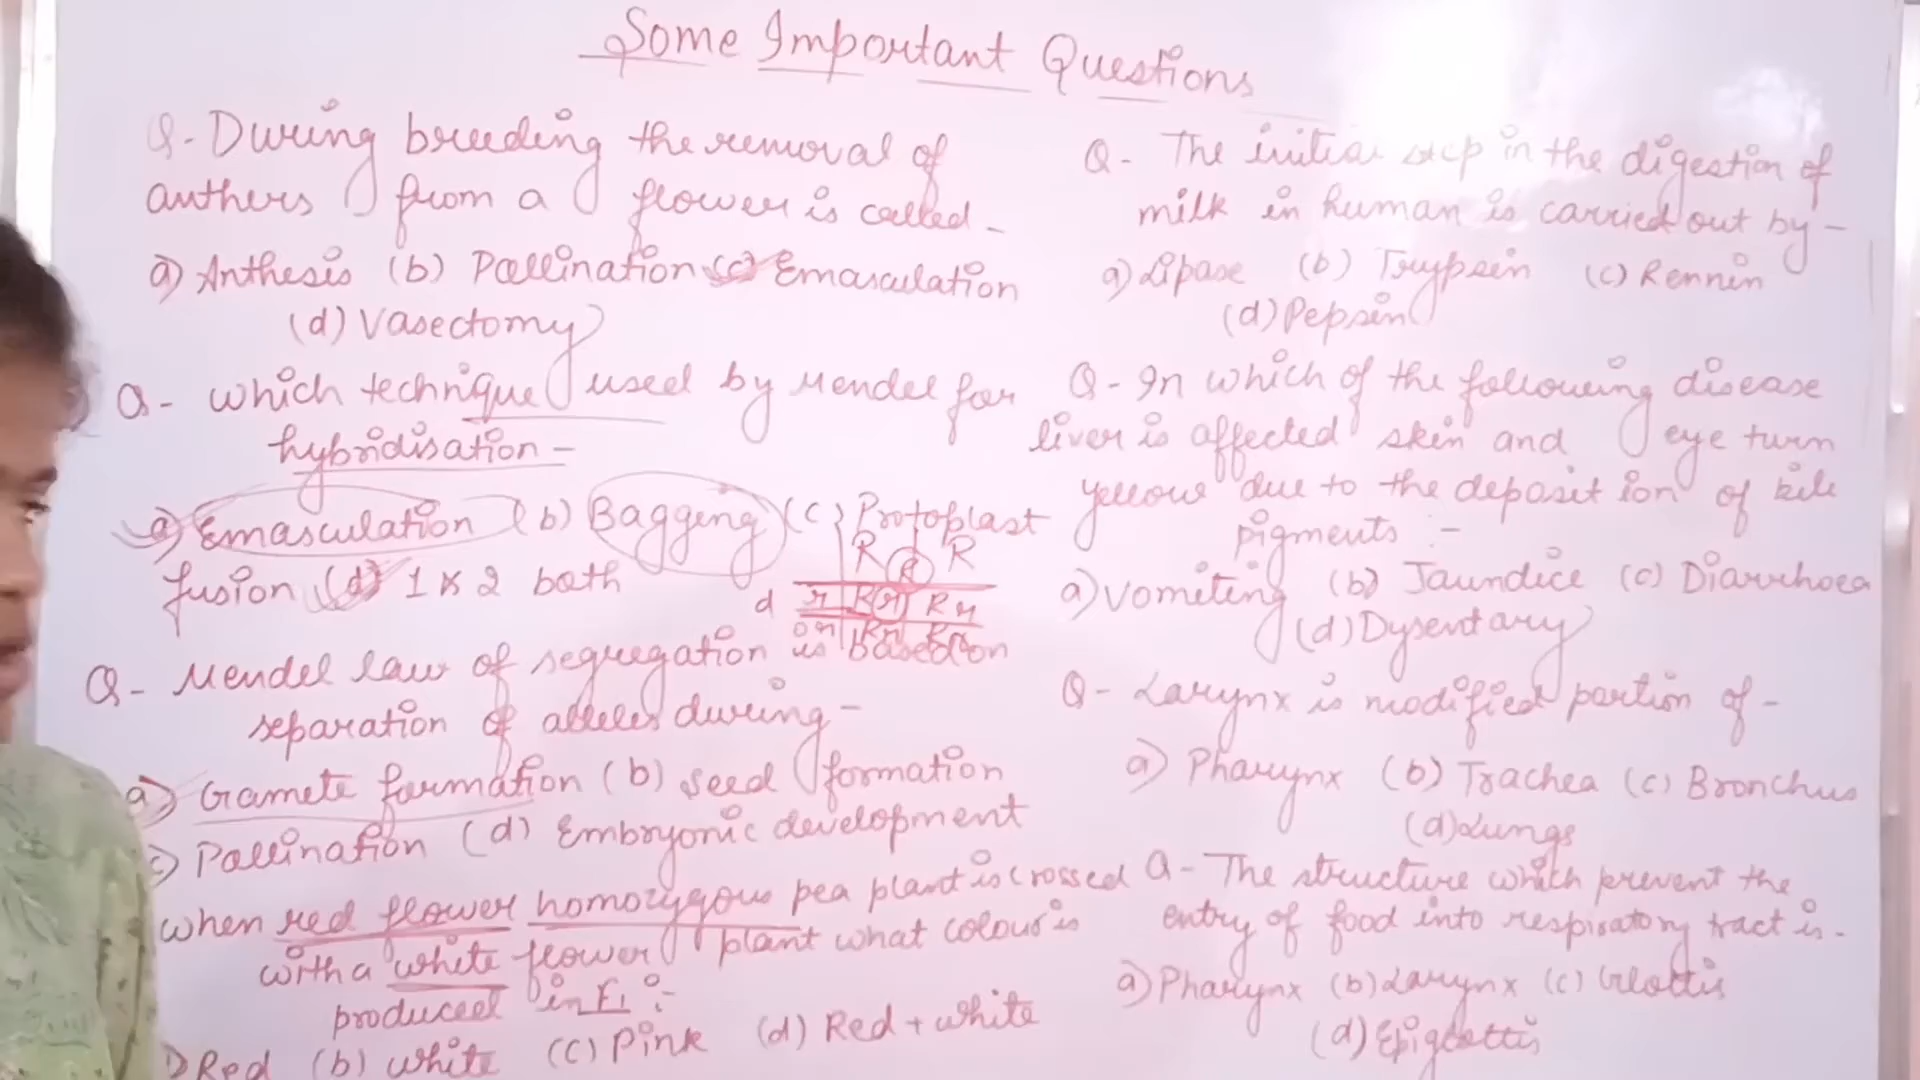 Some Important Questions
Q- During breeding the removal of
anthers from a flower is called -
a) Anthesis (b) Pallination (c) Emasculation
(d) Vasectomy
Q- which technique used by Mendel for
hybridisation -
a) Emasculation (b) Bagging (c) Protoplast
fusion (d) 1 & 2 both
R R R
d r Rr Rr
r Rr Rr
Q- Mendel law of segregation is based on
separation of alleles during -
a) Gamete formation (b) seed formation
c) Pallination (d) Embryonic development
when red flower homozygous pea plant is crossed
with a white flower plant what colour is
produced in F1 :-
Red (b) white (c) Pink (d) Red + white
Q- The initial step in the digestion of
milk in human is carried out by -
a) Lipase (b) Trypsin (c) Rennin
(d) Pepsin
Q- In which of the following disease
liver is affected skin and eye turn
yellow due to the deposit ion of bile
pigments :-
a) Vomiting (b) Jaundice (c) Diarrhoea
(d) Dysentary
Q- Larynx is modified portion of -
a) Pharynx (b) Trachea (c) Bronchus
(d) Lungs
Q- The structure which prevent the
entry of food into respiratory tract is -
a) Pharynx (b) Larynx (c) Glottis
(d) Epiglottis